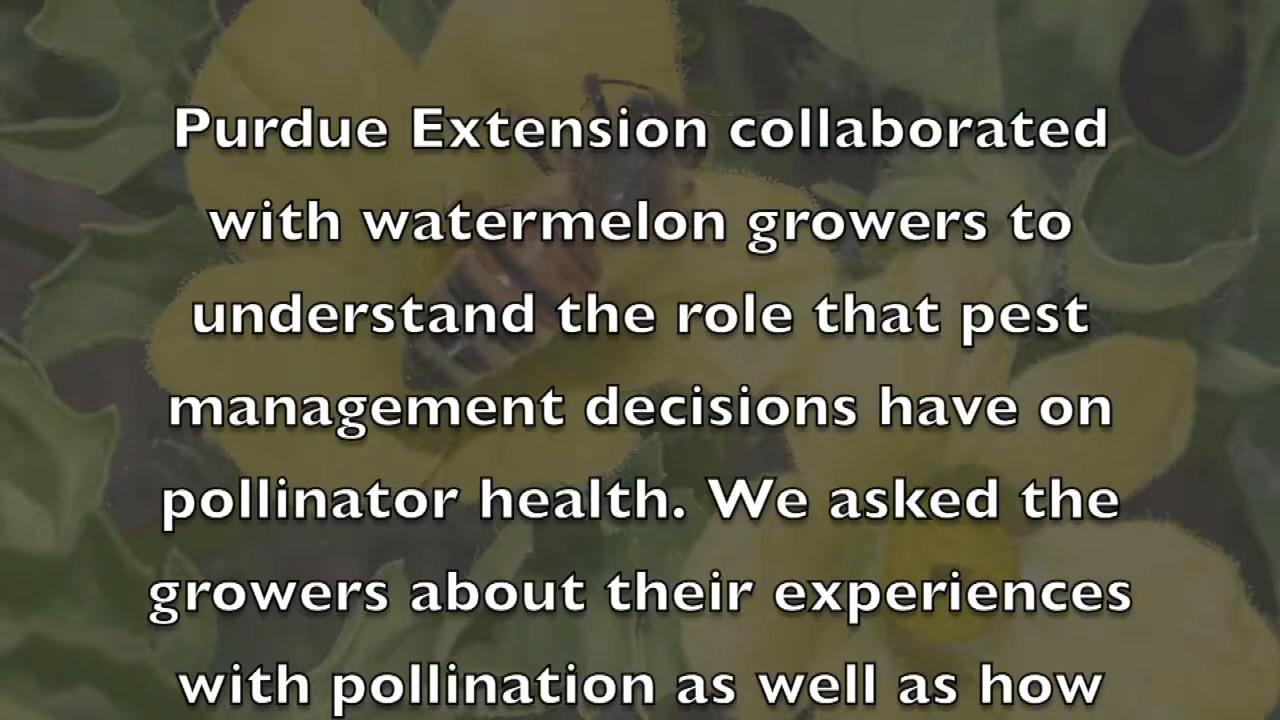 Purdue Extension collaborated
with watermelon growers to
understand the role that pest
management decisions have on
pollinator health. We asked the
growers about their experiences
with pollination as well as how